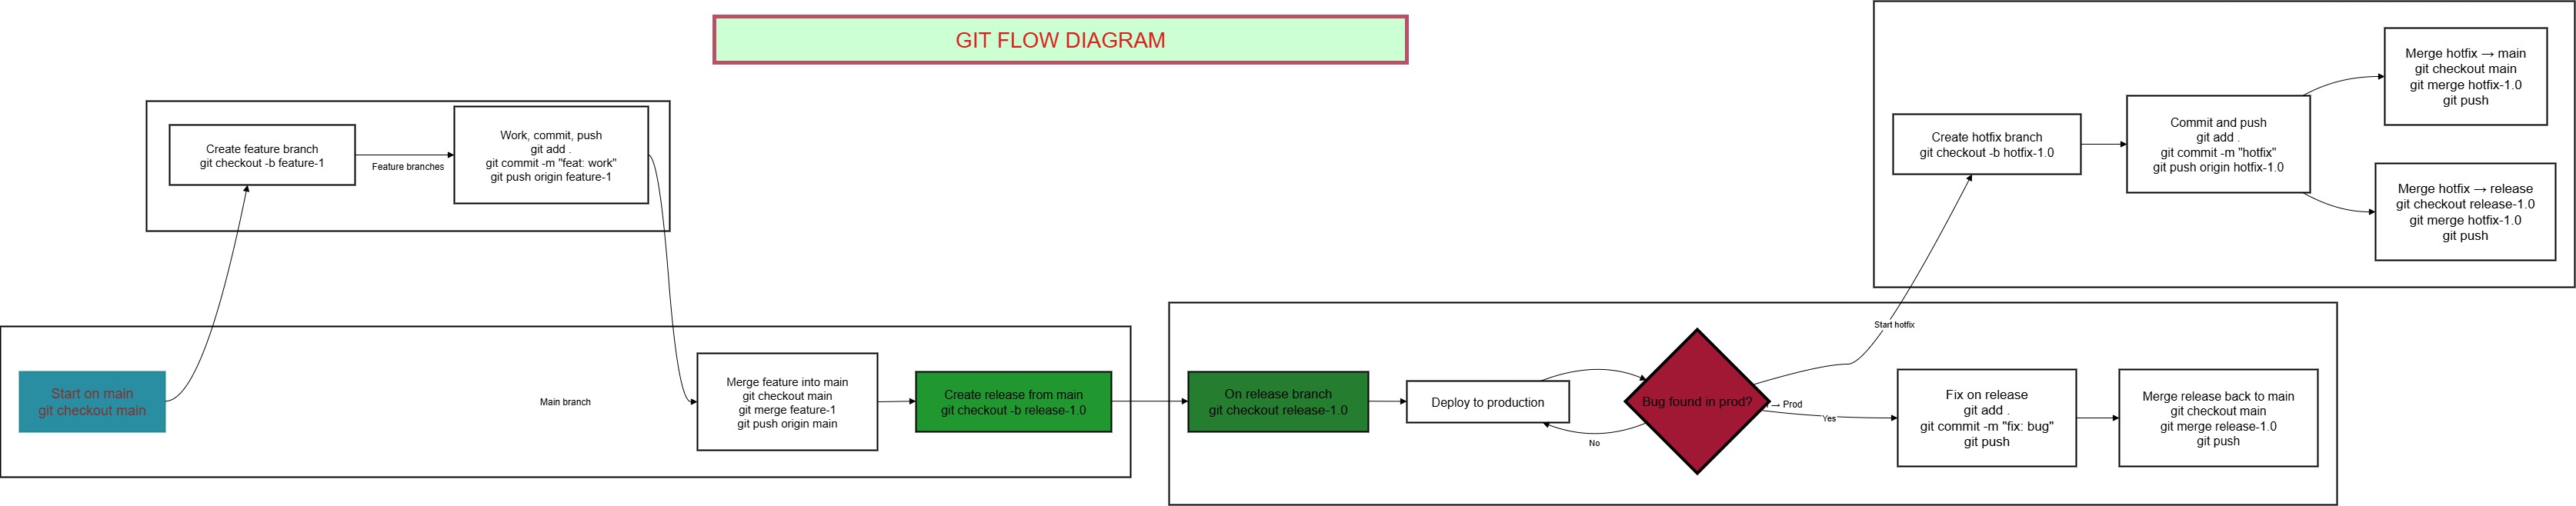 GIT FLOW DIAGRAM
Create feature branch
git checkout -b feature-1
Feature branches
Work, commit, push
git add .
git commit -m "feat: work"
git push origin feature-1
Start on main
git checkout main
Main branch
Merge feature into main
git checkout main
git merge feature-1
git push origin main
Create release from main
git checkout -b release-1.0
On release branch
git checkout release-1.0
Deploy to production
Bug found in prod?
→ Prod
No
Yes
Start hotfix
Fix on release
git add .
git commit -m "fix: bug"
git push
Merge release back to main
git checkout main
git merge release-1.0
git push
Create hotfix branch
git checkout -b hotfix-1.0
Commit and push
git add .
git commit -m "hotfix"
git push origin hotfix-1.0
Merge hotfix → main
git checkout main
git merge hotfix-1.0
git push
Merge hotfix → release
git checkout release-1.0
git merge hotfix-1.0
git push